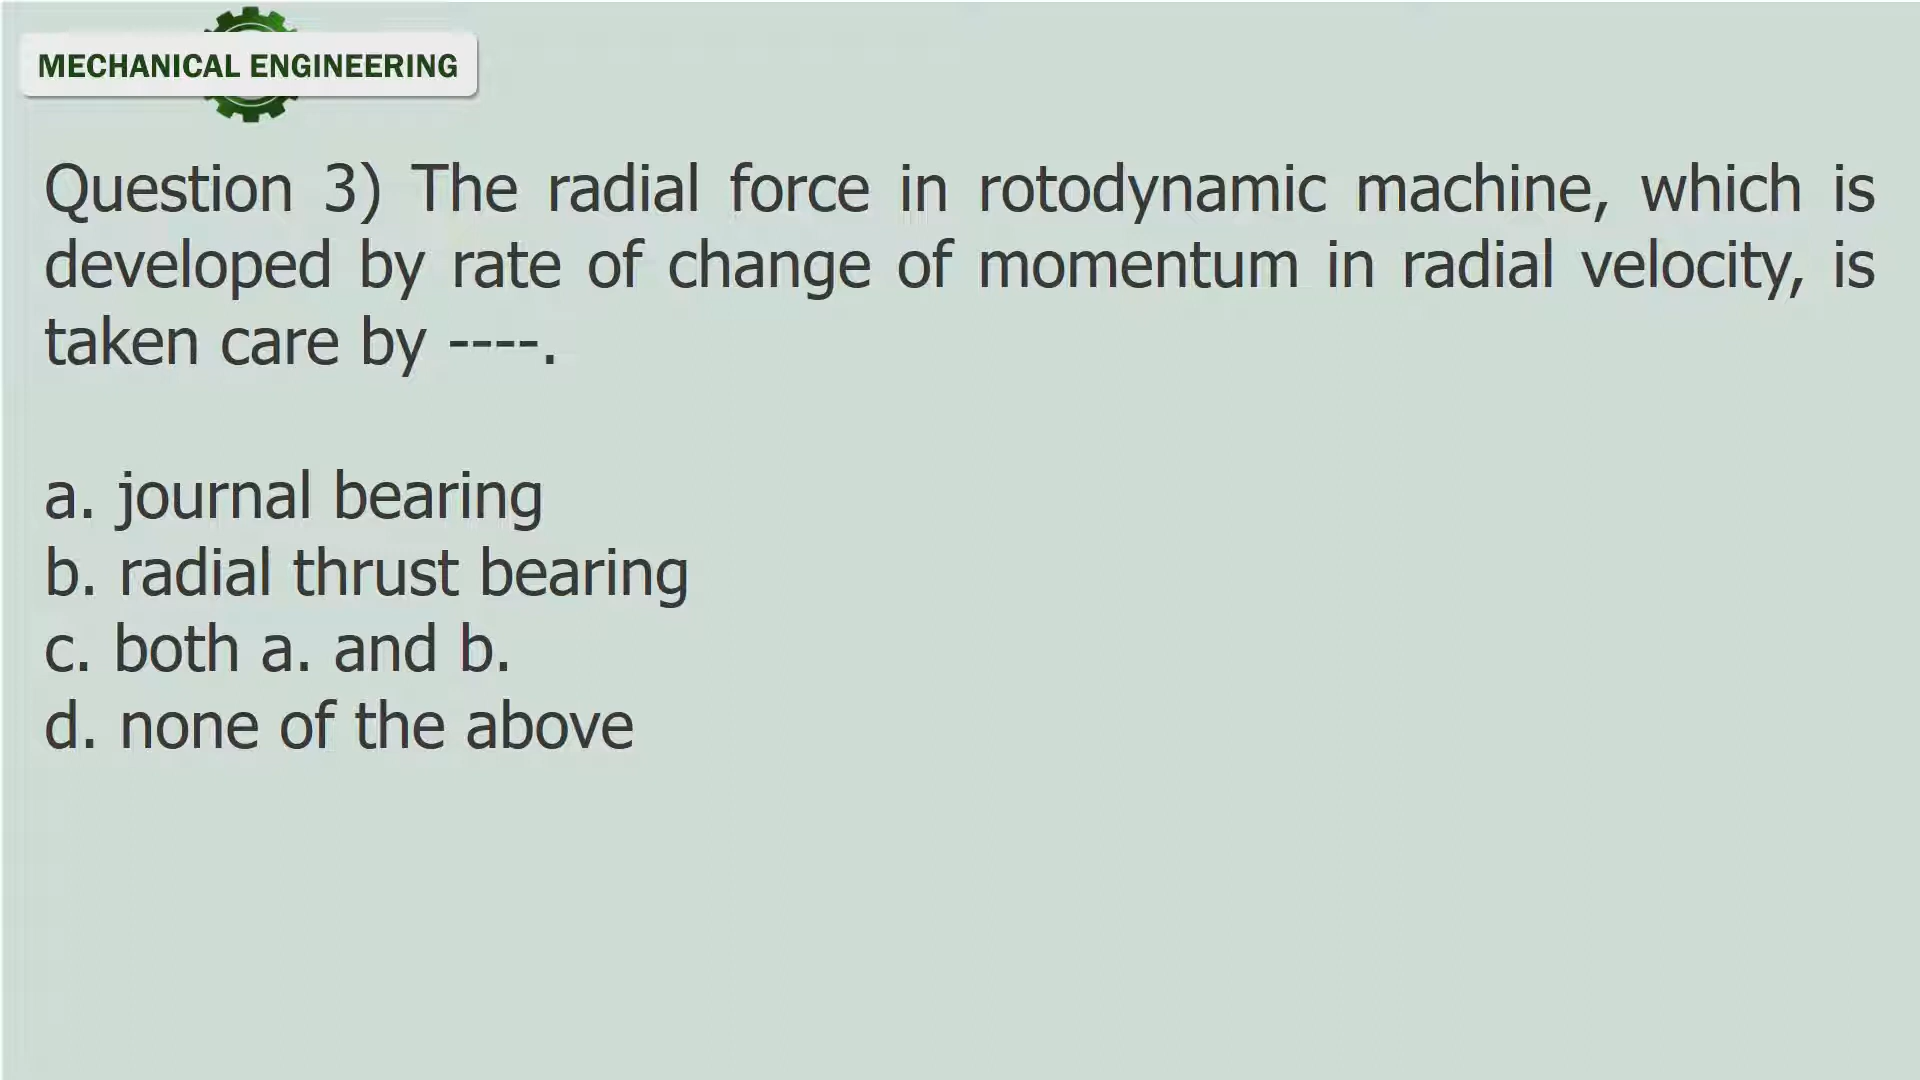 MECHANICAL ENGINEERING
Question 3) The radial force in rotodynamic machine, which is
developed by rate of change of momentum in radial velocity, is
taken care by ----.
a. journal bearing
b. radial thrust bearing
c. both a. and b.
d. none of the above